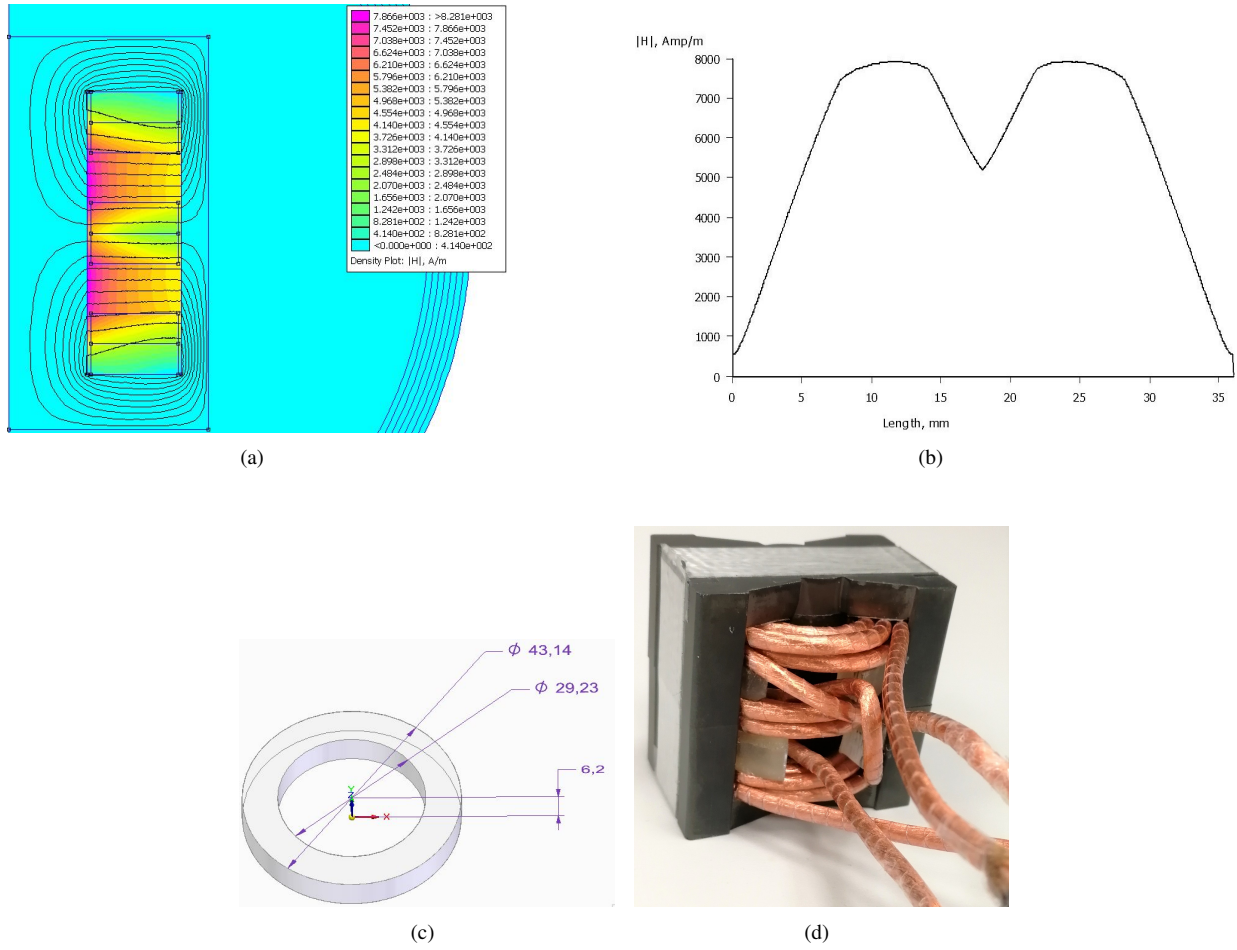 7.866e+003 : >8.281e+003
7.452e+003 : 7.866e+003
7.038e+003 : 7.452e+003
6.624e+003 : 7.038e+003
6.210e+003 : 6.624e+003
5.796e+003 : 6.210e+003
5.382e+003 : 5.796e+003
4.968e+003 : 5.382e+003
4.554e+003 : 4.968e+003
4.140e+003 : 4.554e+003
3.726e+003 : 4.140e+003
3.312e+003 : 3.726e+003
2.898e+003 : 3.312e+003
2.484e+003 : 2.898e+003
2.070e+003 : 2.484e+003
1.656e+003 : 2.070e+003
1.242e+003 : 1.656e+003
8.281e+002 : 1.242e+003
4.140e+002 : 8.281e+002
<0.000e+000 : 4.140e+002
Density Plot: |H|, A/m
(a)
|H|, Amp/m
8000
7000
6000
5000
4000
3000
2000
1000
0
0 5 10 15 20 25 30 35
Length, mm
(b)
ϕ 43,14
ϕ 29,23
6,2
Y
Z
X
(c)
(d)